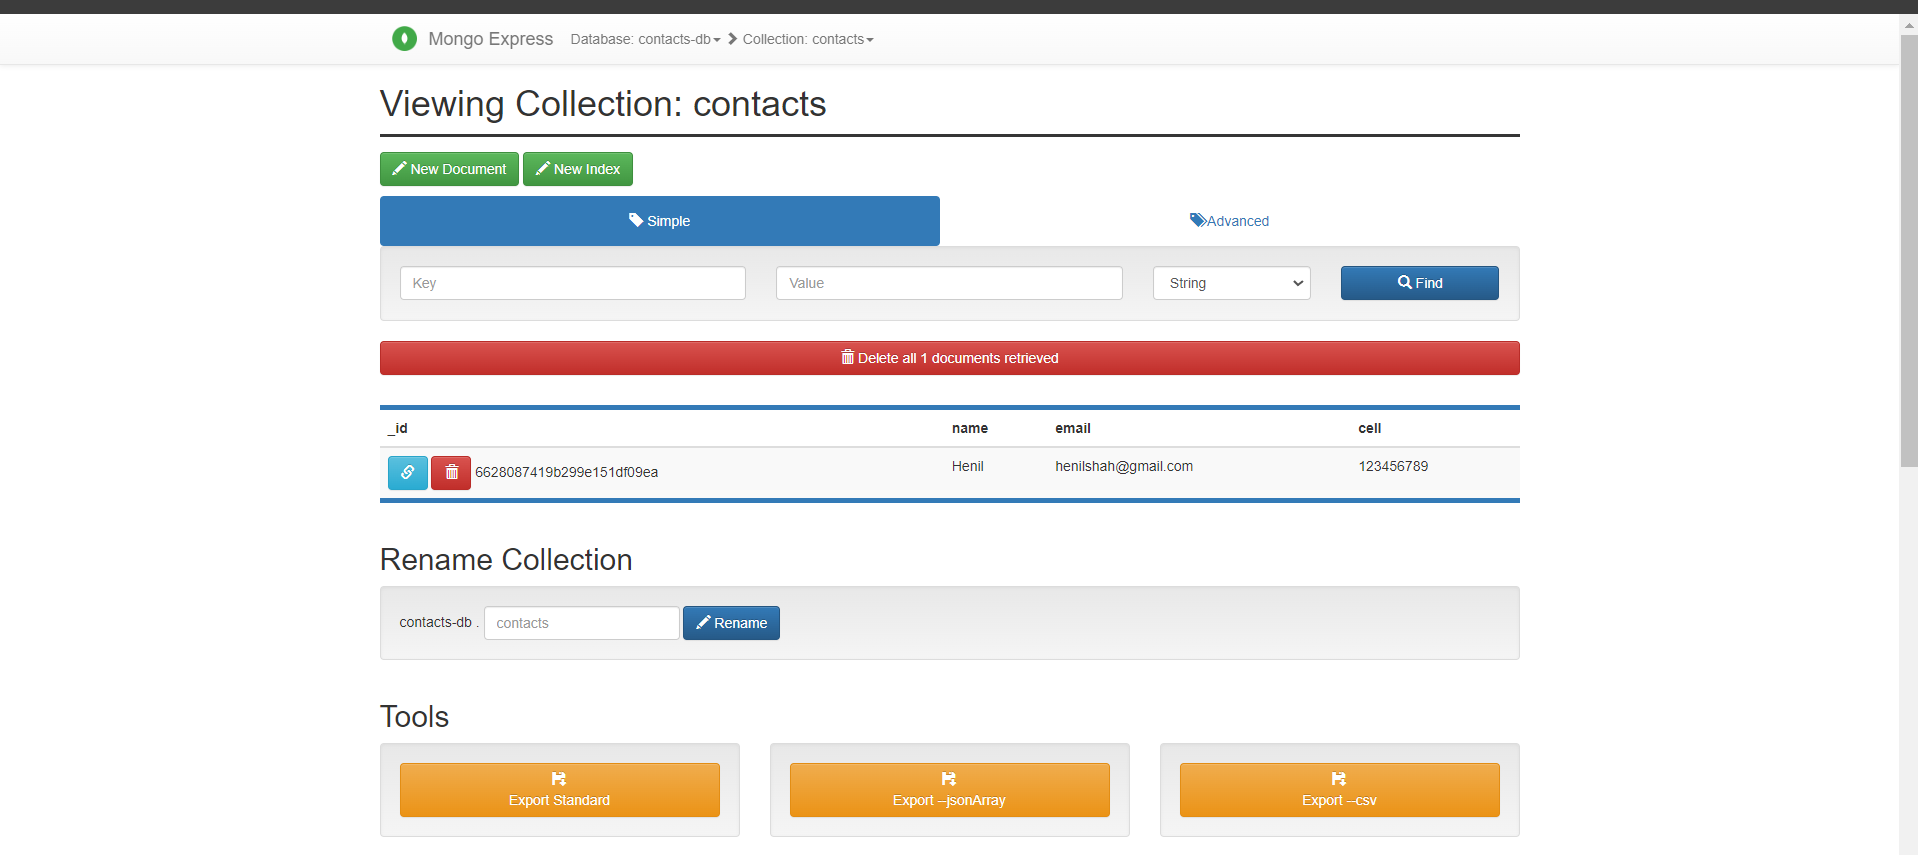 Mongo Express Database: contacts-db Collection: contacts
Viewing Collection: contacts
New Document New Index
Simple Advanced
Key Value String Find
Delete all 1 documents retrieved
_id name email cell
6628087419b299e151df09ea Henil henilshah@gmail.com 123456789
Rename Collection
contacts-db . contacts Rename
Tools
Export Standard Export --jsonArray Export --csv